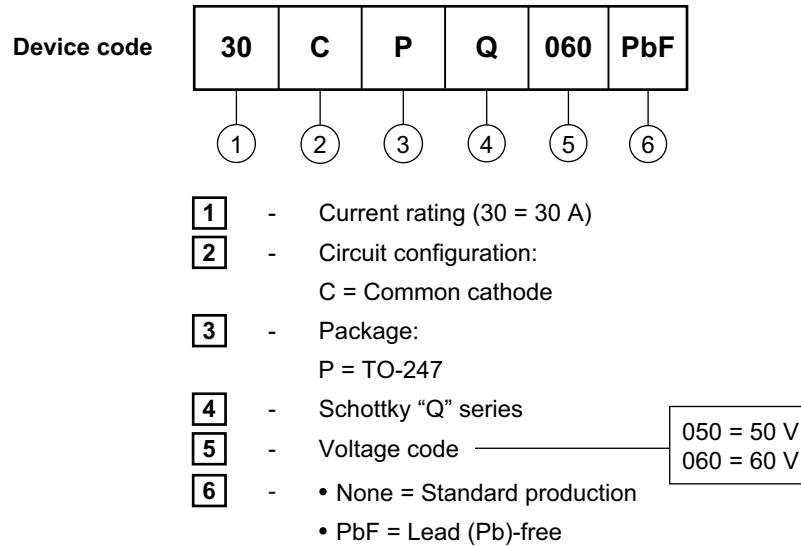 Device code 30 C P Q 060 PbF
1 2 3 4 5 6
1 - Current rating (30 = 30 A)
2 - Circuit configuration:
C = Common cathode
3 - Package:
P = TO-247
4 - Schottky “Q” series
5 - Voltage code
050 = 50 V
060 = 60 V
6 - • None = Standard production
• PbF = Lead (Pb)-free